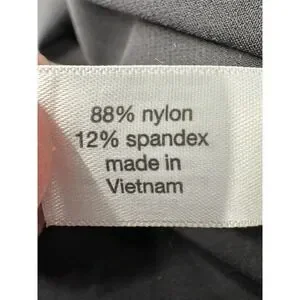 88% nylon
12% spandex
made in
Vietnam